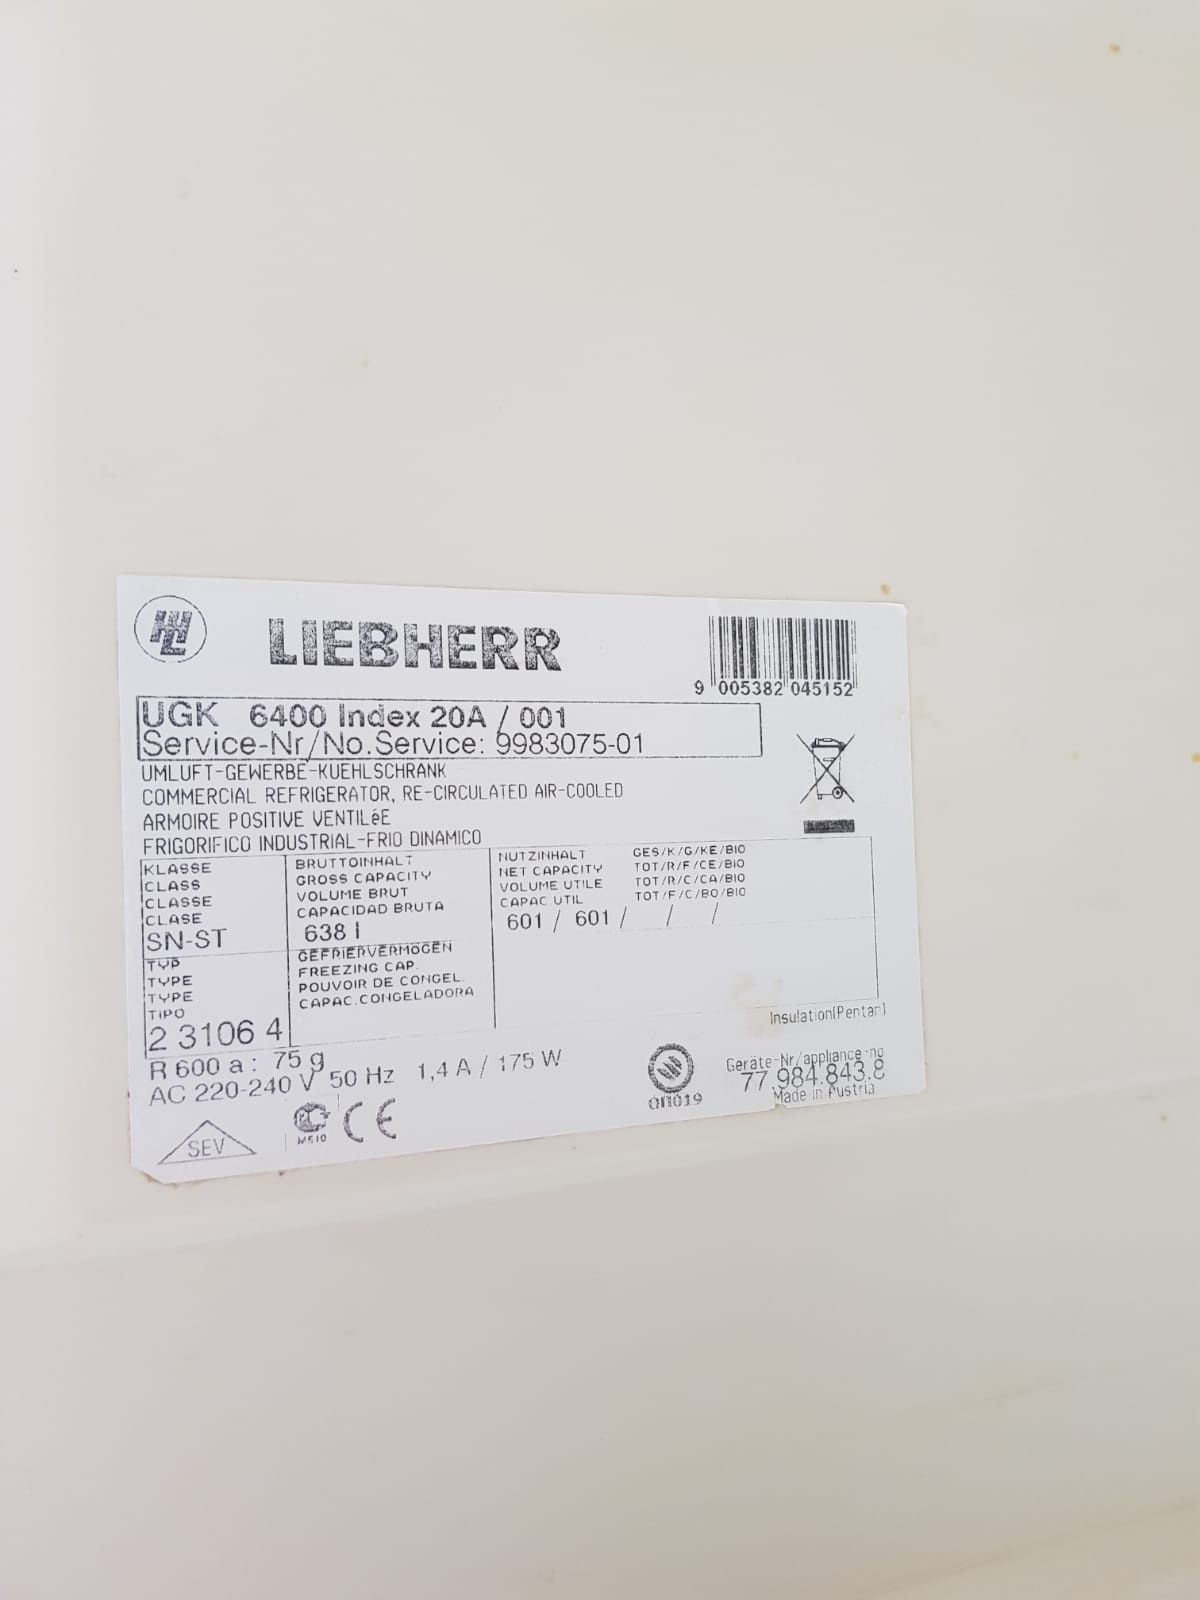 LIEBHERR
9 005382 045152
UGK 6400 Index 20A / 001
Service-Nr/No.Service: 9983075-01
UMLUFT-GEWERBE-KUEHLSCHRANK
COMMERCIAL REFRIGERATOR, RE-CIRCULATED AIR-COOLED
ARMOIRE POSITIVE VENTILéE
FRIGORIFICO INDUSTRIAL-FRIO DINAMICO
KLASSE
CLASS
CLASSE
CLASE
SN-ST
BRUTTOINHALT
GROSS CAPACITY
VOLUME BRUT
CAPACIDAD BRUTA
638 l
NUTZINHALT GES/K/G/KE/BIO
NET CAPACITY TOT/R/F/CE/BIO
VOLUME UTILE TOT/R/C/CA/BIO
CAPAC UTIL TOT/F/C/BO/BIO
601 / 601 / / /
TYP
TYPE
TYPE
TIPO
2 3106 4
GEFRIERVERMÖGEN
FREEZING CAP.
POUVOIR DE CONGEL.
CAPAC.CONGELADORA
Insulation(Pentan)
R 600 a : 75 g
AC 220-240 V 50 Hz 1,4 A / 175 W
Geräte-Nr/appliance-no
77.984.843.8
Made in Austria
SEV
ME10
CE
ОП019